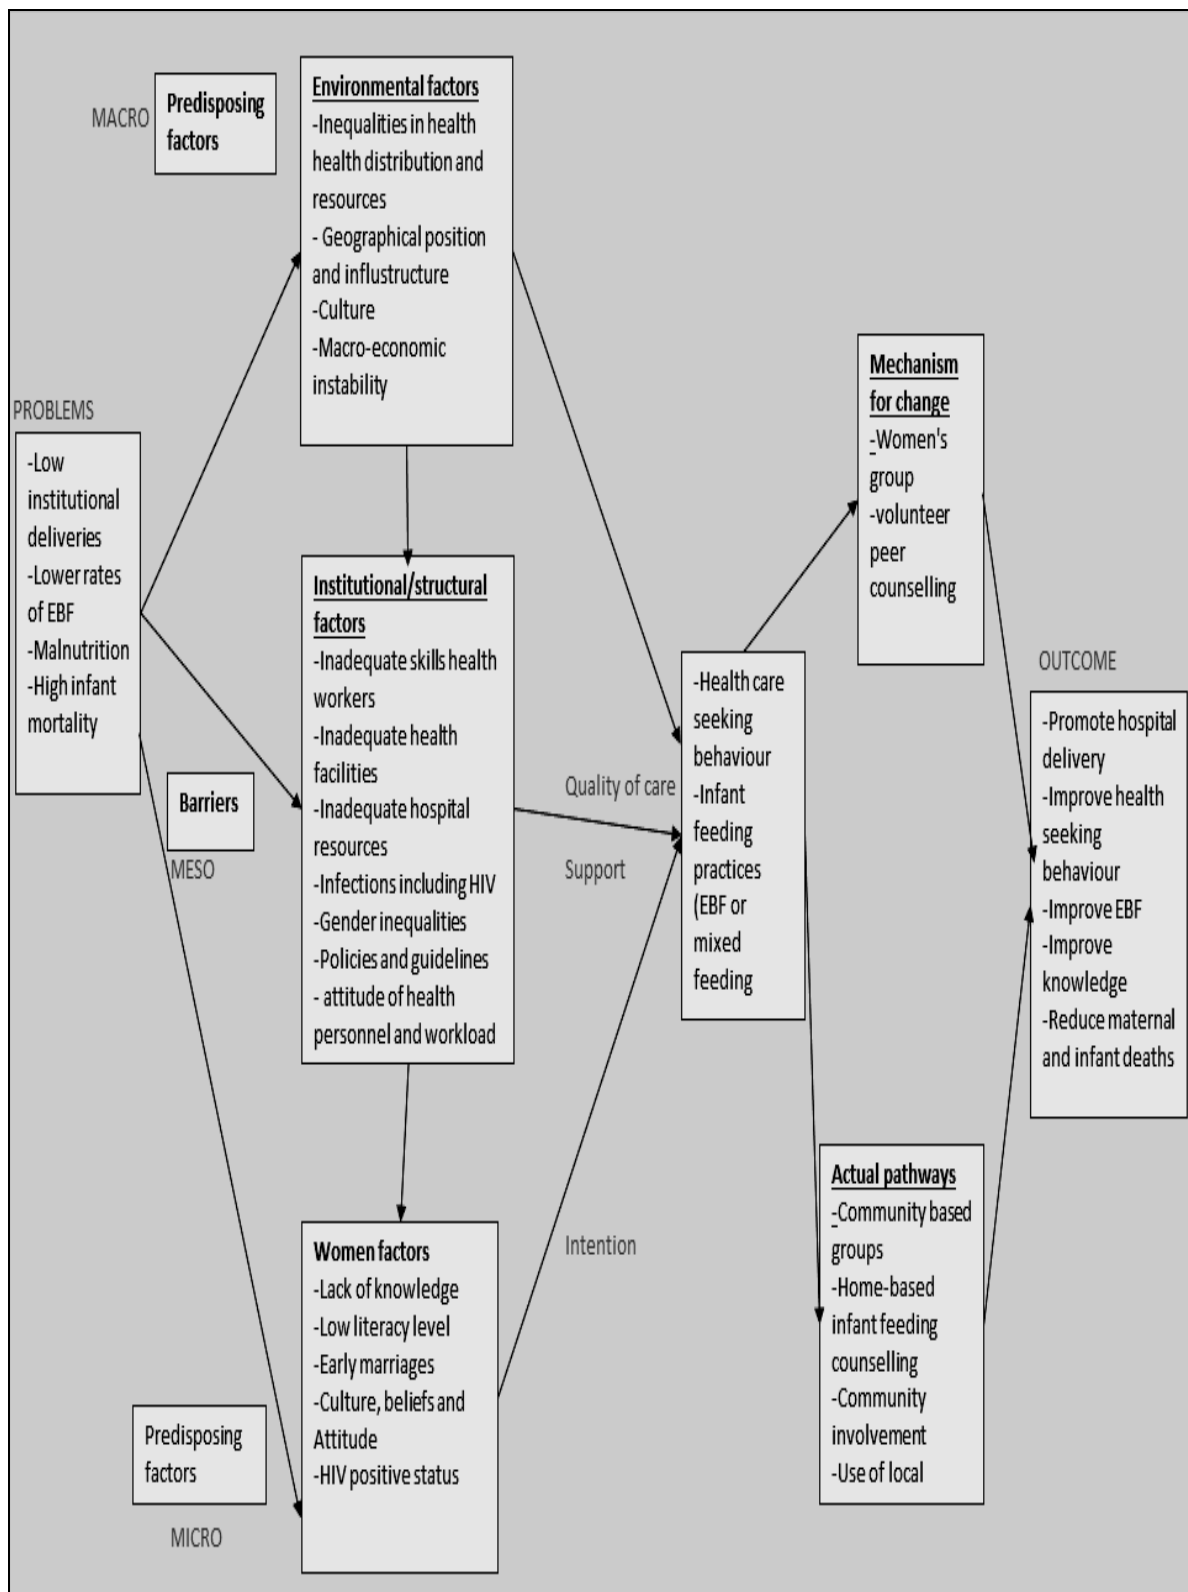 MACRO
Predisposing
factors
Environmental factors
-Inequalities in health
health distribution and
resources
- Geographical position
and influstructure
-Culture
-Macro-economic
instability
PROBLEMS
-Low
institutional
deliveries
-Lower rates
of EBF
-Malnutrition
-High infant
mortality
Barriers
MESO
Institutional/structural
factors
-Inadequate skills health
workers
-Inadequate health
facilities
-Inadequate hospital
resources
-Infections including HIV
-Gender inequalities
-Policies and guidelines
- attitude of health
personnel and workload
Predisposing
factors
MICRO
Women factors
-Lack of knowledge
-Low literacy level
-Early marriages
-Culture, beliefs and
Attitude
-HIV positive status
Quality of care
Support
Intention
-Health care
seeking
behaviour
-Infant
feeding
practices
(EBF or
mixed
feeding
Mechanism
for change
-Women's
group
-volunteer
peer
counselling
Actual pathways
-Community based
groups
-Home-based
infant feeding
counselling
-Community
involvement
-Use of local
OUTCOME
-Promote hospital
delivery
-Improve health
seeking
behaviour
-Improve EBF
-Improve
knowledge
-Reduce maternal
and infant deaths